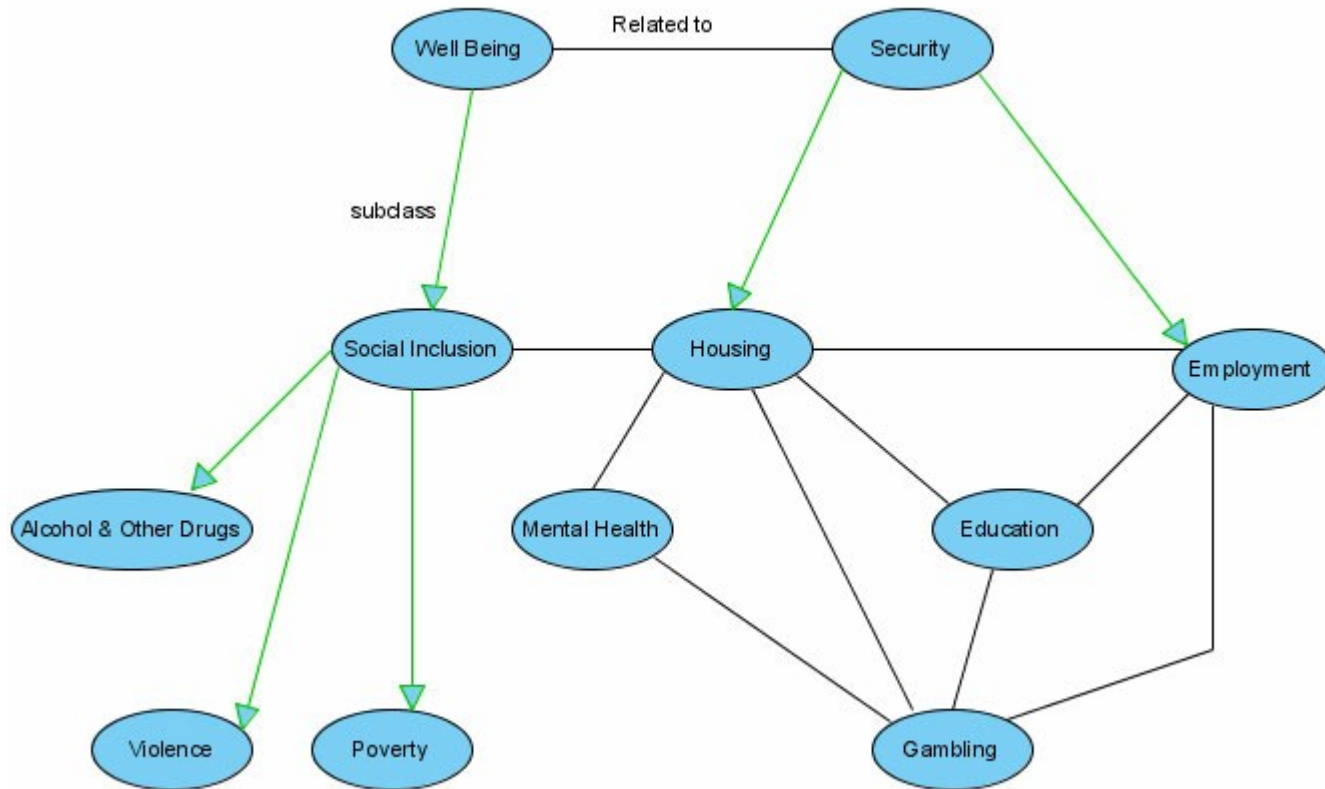 Related to
Well Being
Security
subclass
Social Inclusion
Housing
Employment
Alcohol & Other Drugs
Mental Health
Education
Violence
Poverty
Gambling